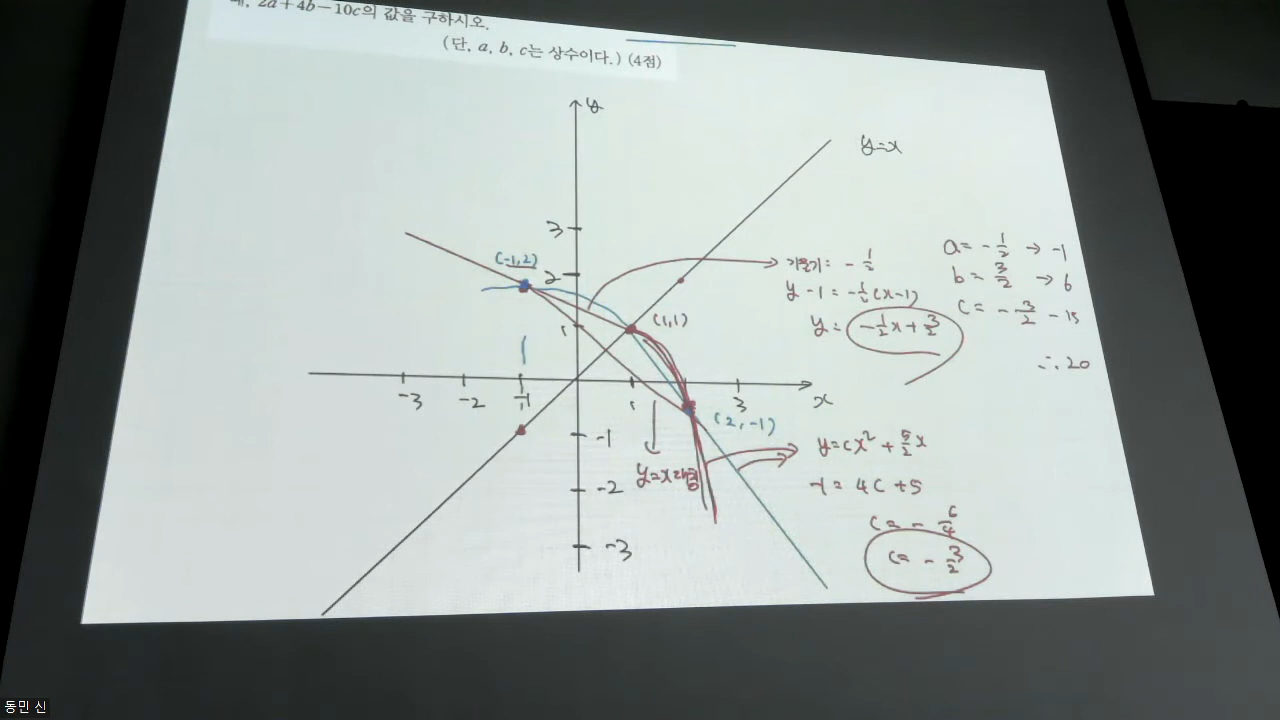 2a+4b-10c의 값을 구하시오.
(단, a, b, c는 상수이다.) (4점)
y
y=x
3
(-1,2)
2
1
(1,1)
-3
-2
-1
1
3
x
(2,-1)
-1
-2
-3
y=x대칭
기울기: -1/2
y-1=-1/2(x-1)
y= -1/2x+3/2
a= -1/2 → -1
b= 3/2 → 6
c= -3/2 -15
∴ 20
y=cx²+5/2x
-1= 4c+5
c= -6/4
c= -3/2
동민 신